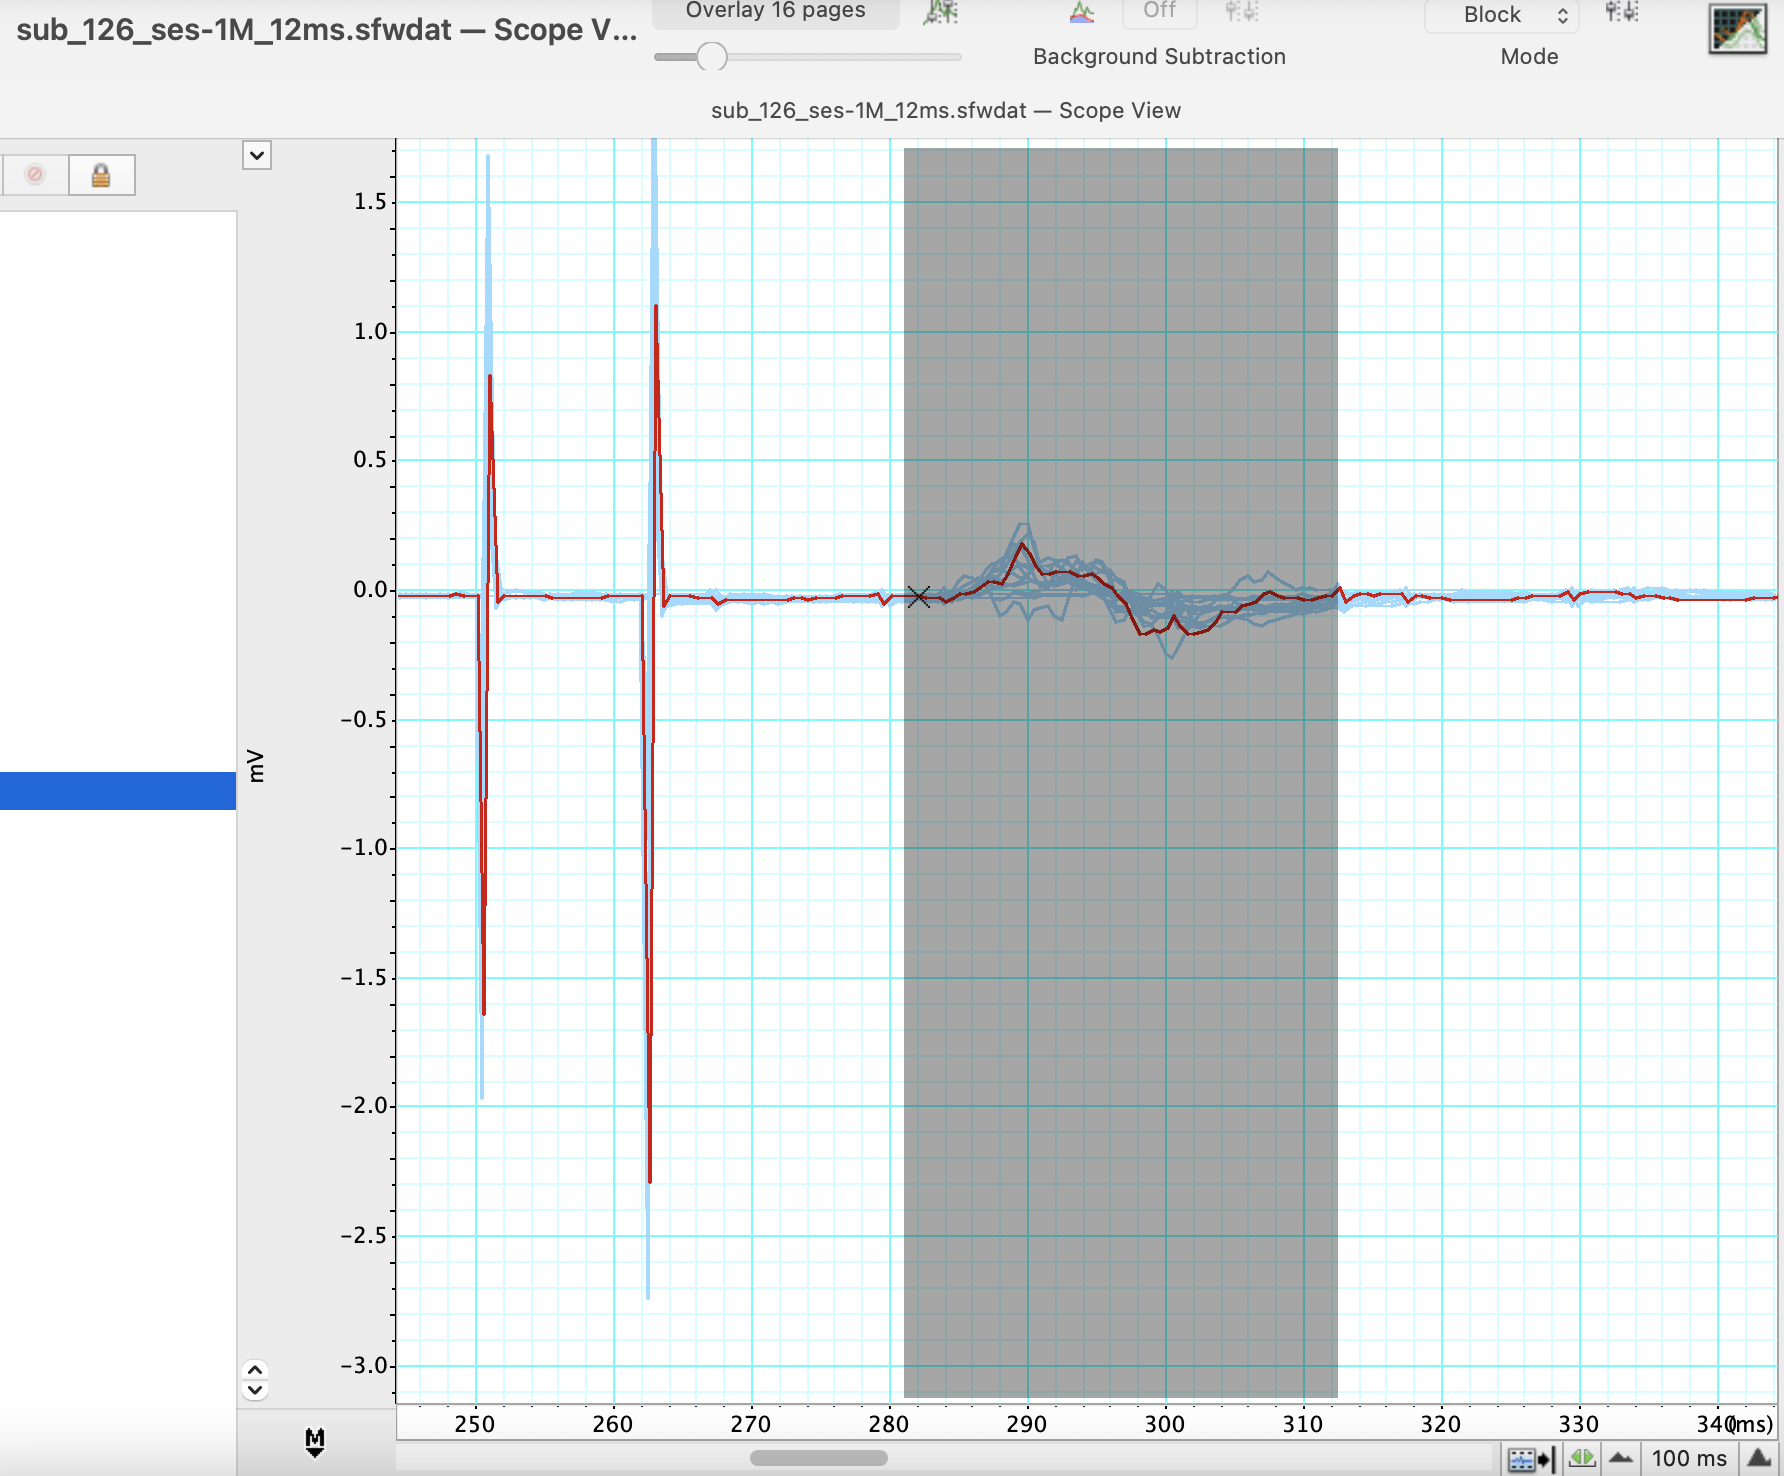 sub_126_ses-1M_12ms.sfwdat — Scope V...
Overlay 16 pages
Off
Block
Background Subtraction
Mode
sub_126_ses-1M_12ms.sfwdat — Scope View
1.5
1.0
0.5
0.0
−0.5
mV
−1.0
−1.5
−2.0
−2.5
−3.0
250 260 270 280 290 300 310 320 330 340 (ms)
M
100 ms